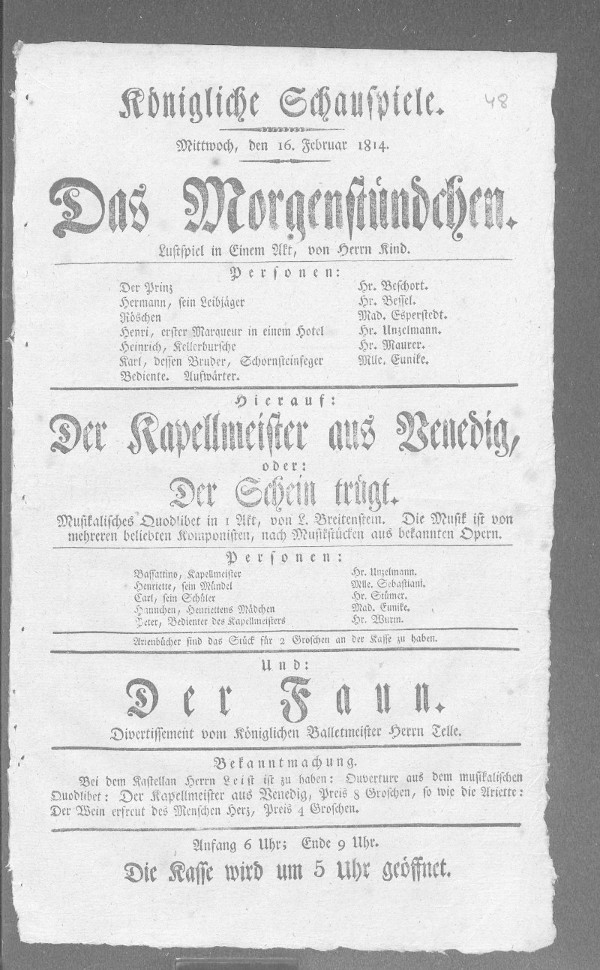 Königliche Schauspiele.
48
Mittwoch, den 16. Februar 1814.
Das Morgenstündchen.
Lustspiel in Einem Akt, von Herrn Kind.
Personen:
Der Prinz Hr. Beschort.
Hermann, sein Leibjäger Hr. Bessel.
Röschen Mad. Esperstedt.
Henri, erster Marqueur in einem Hotel Hr. Unzelmann.
Heinrich, Kellerbursche Hr. Maurer.
Karl, dessen Bruder, Schornsteinfeger Mlle. Eunike.
Bediente. Aufwärter.
Hierauf:
Der Kapellmeister aus Venedig,
oder:
Der Schein trügt.
Musikalisches Quodlibet in 1 Akt, von L. Breitenstein. Die Musik ist von
mehreren beliebten Komponisten, nach Musikstücken aus bekannten Opern.
Personen:
Bassattino, Kapellmeister Hr. Unzelmann.
Henriette, sein Mündel Mlle. Sebastiani.
Carl, sein Schüler Hr. Stümer.
Hannchen, Henriettens Mädchen Mad. Eunike.
Peter, Bedienter des Kapellmeisters Hr. Wurm.
Arienbücher sind das Stück für 2 Groschen an der Kasse zu haben.
Und:
Der Faun.
Divertissement vom Königlichen Balletmeister Herrn Telle.
Bekanntmachung.
Bei dem Kastellan Herrn Leist ist zu haben: Ouverture aus dem musikalischen
Quodlibet: Der Kapellmeister aus Venedig, Preis 8 Groschen, so wie die Ariette:
Der Wein erfreut des Menschen Herz, Preis 4 Groschen.
Anfang 6 Uhr; Ende 9 Uhr.
Die Kasse wird um 5 Uhr geöffnet.